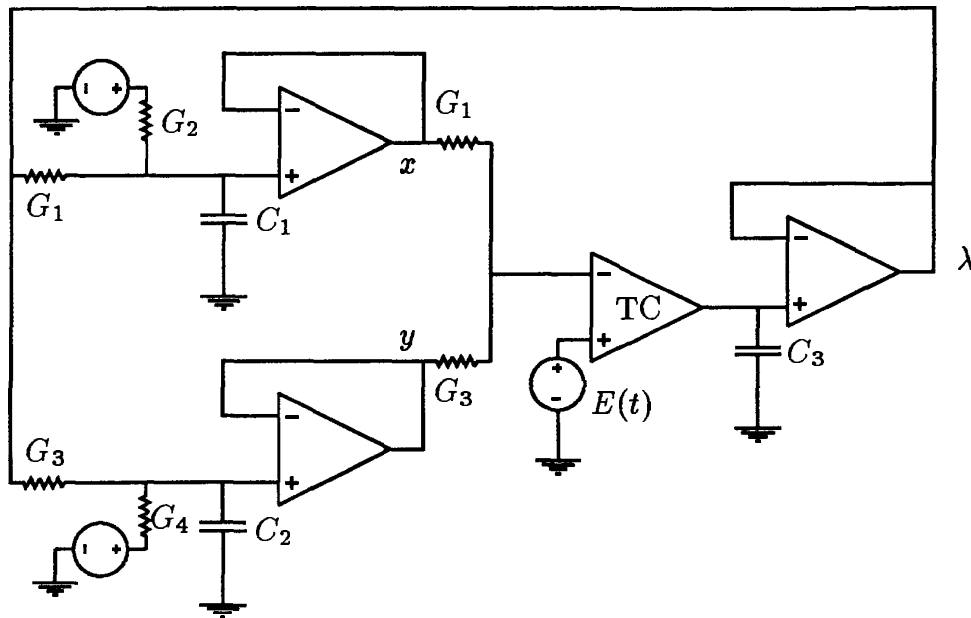 G₂
G₁
−
+
G₁
x
C₁
λ
−
+
−
TC
+
C₃
y
G₃
+
−
E(t)
G₃
−
+
G₄
C₂
−
+
−
+